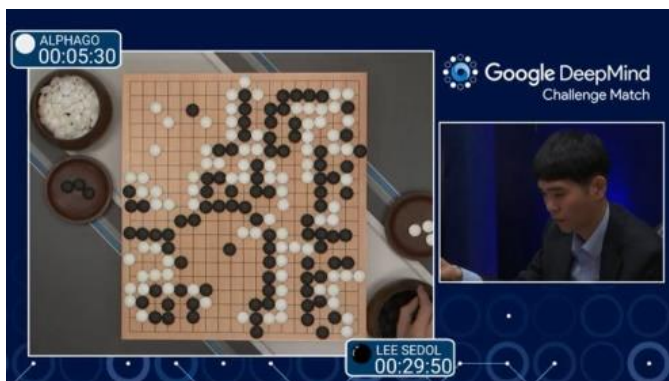 ALPHAGO
00:05:30
Google DeepMind
Challenge Match
LEE SEDOL
00:29:50